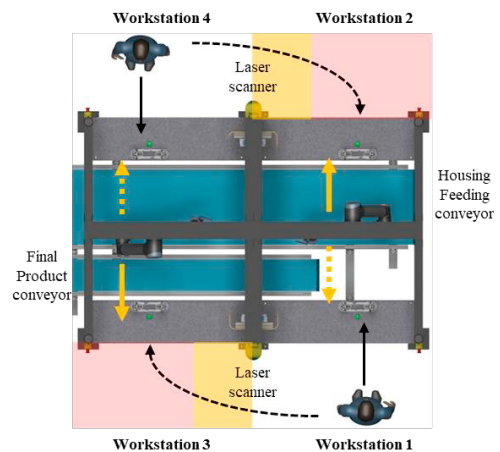 Workstation 4
Workstation 2
Laser
scanner
Housing
Feeding
conveyor
Final
Product
conveyor
Laser
scanner
Workstation 3
Workstation 1